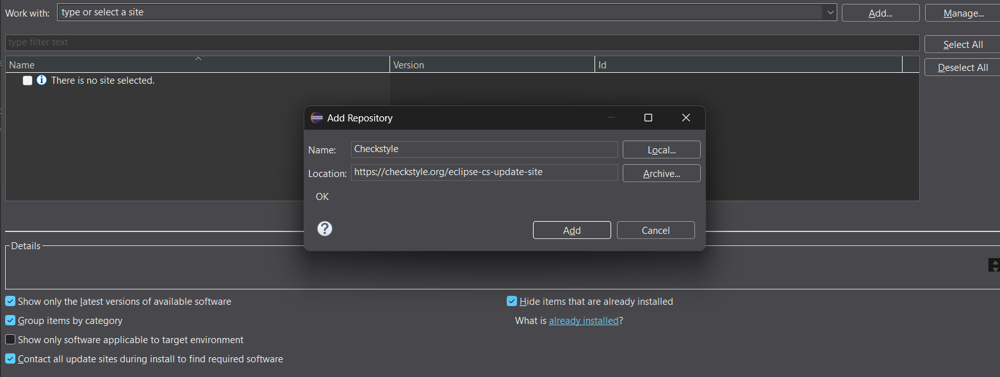 Work with: type or select a site Add... Manage...
type filter text Select All
Name Version Id
Deselect All
There is no site selected.
Add Repository
Name: Checkstyle Local...
Location: https://checkstyle.org/eclipse-cs-update-site Archive...
OK
Add Cancel
Details
Show only the latest versions of available software Hide items that are already installed
Group items by category What is already installed?
Show only software applicable to target environment
Contact all update sites during install to find required software